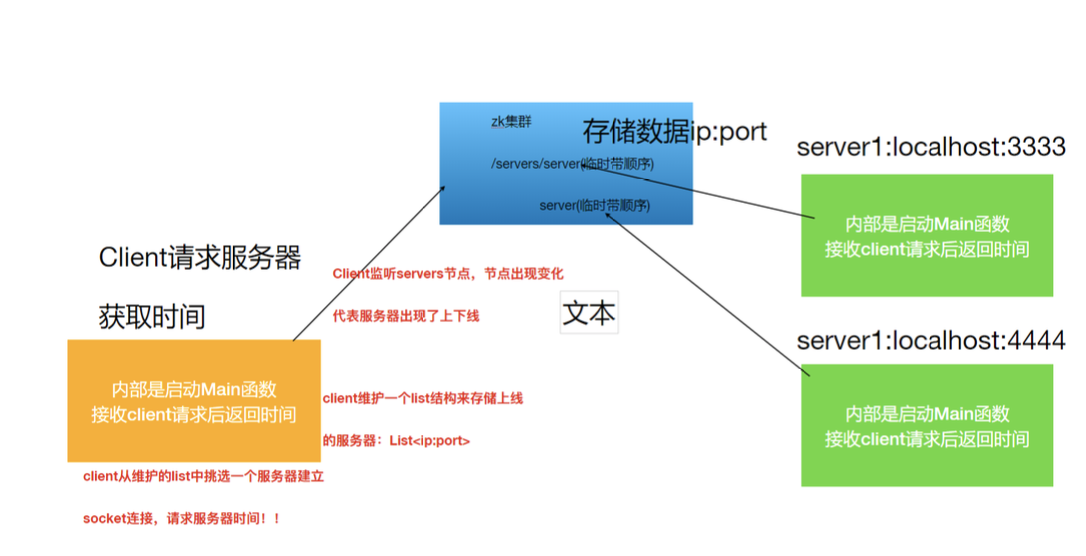 zk集群
存储数据ip:port
/servers/server(临时带顺序)
server(临时带顺序)
server1:localhost:3333
内部是启动Main函数
接收client请求后返回时间
Client请求服务器
获取时间
Client监听servers节点，节点出现变化
代表服务器出现了上下线
文本
server1:localhost:4444
内部是启动Main函数
接收client请求后返回时间
内部是启动Main函数
接收client请求后返回时间
client维护一个list结构来存储上线
的服务器：List<ip:port>
client从维护的list中挑选一个服务器建立
socket连接，请求服务器时间！！